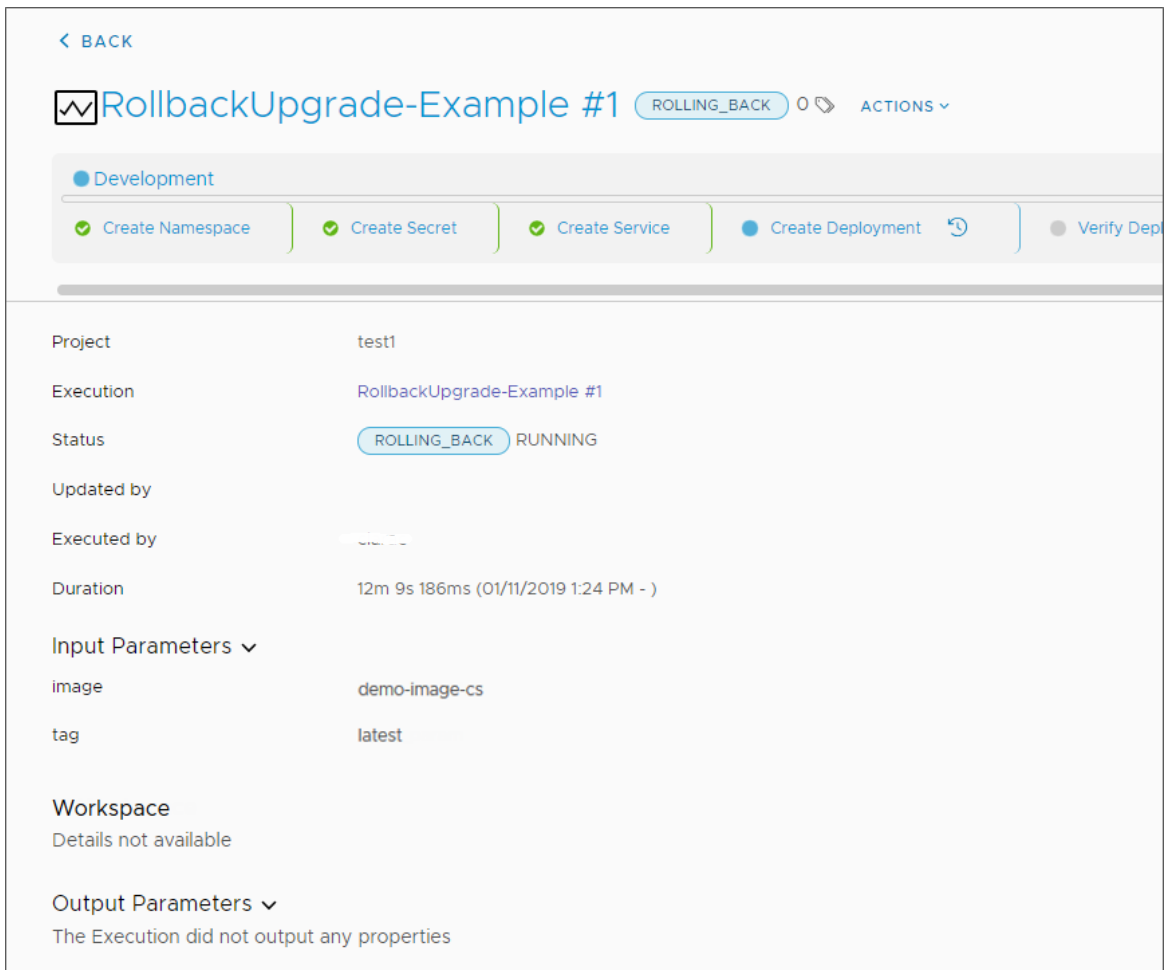 BACK
RollbackUpgrade-Example #1 ROLLING_BACK 0 ACTIONS
Development
Create Namespace Create Secret Create Service Create Deployment Verify Depl
Project test1
Execution RollbackUpgrade-Example #1
Status ROLLING_BACK RUNNING
Updated by
Executed by
Duration 12m 9s 186ms (01/11/2019 1:24 PM - )
Input Parameters
image demo-image-cs
tag latest
Workspace
Details not available
Output Parameters
The Execution did not output any properties